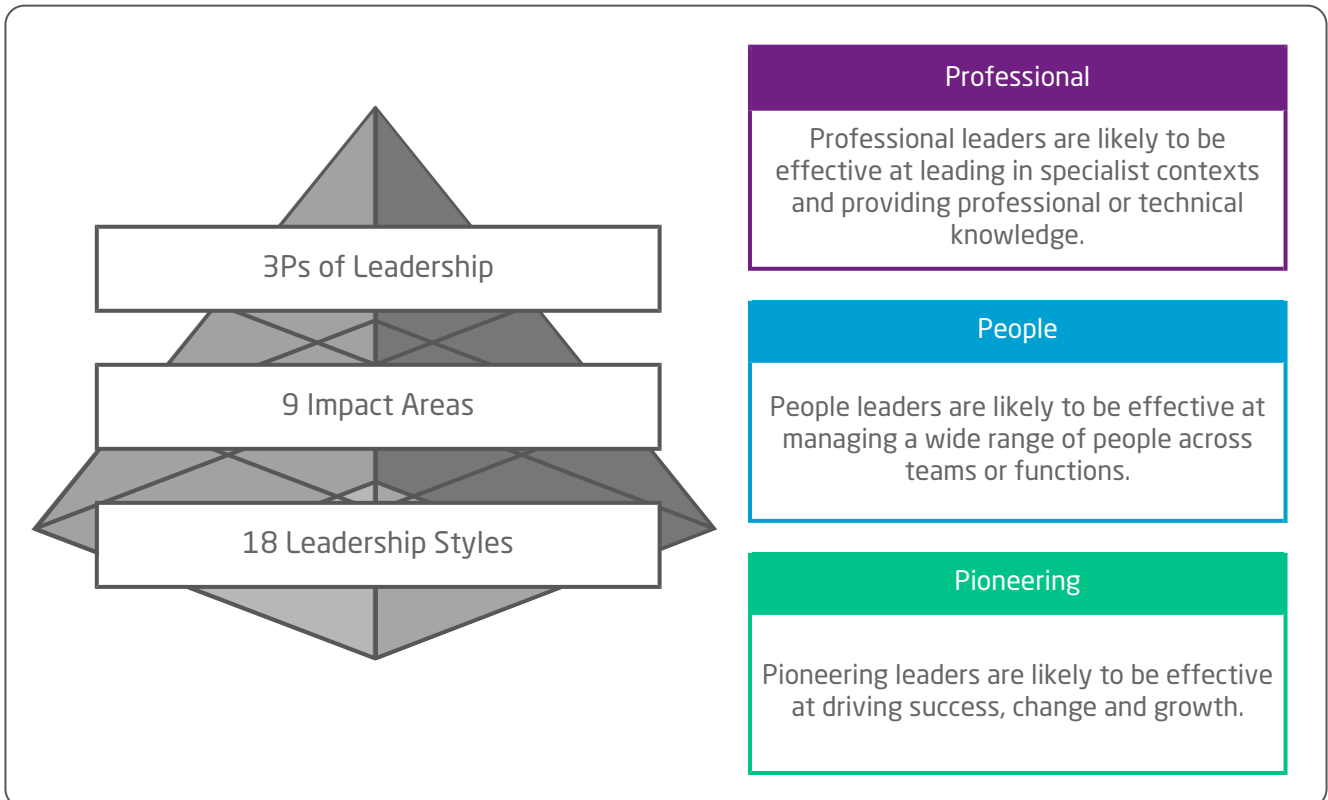 3Ps of Leadership
9 Impact Areas
18 Leadership Styles
Professional
Professional leaders are likely to be
effective at leading in specialist contexts
and providing professional or technical
knowledge.
People
People leaders are likely to be effective at
managing a wide range of people across
teams or functions.
Pioneering
Pioneering leaders are likely to be effective
at driving success, change and growth.